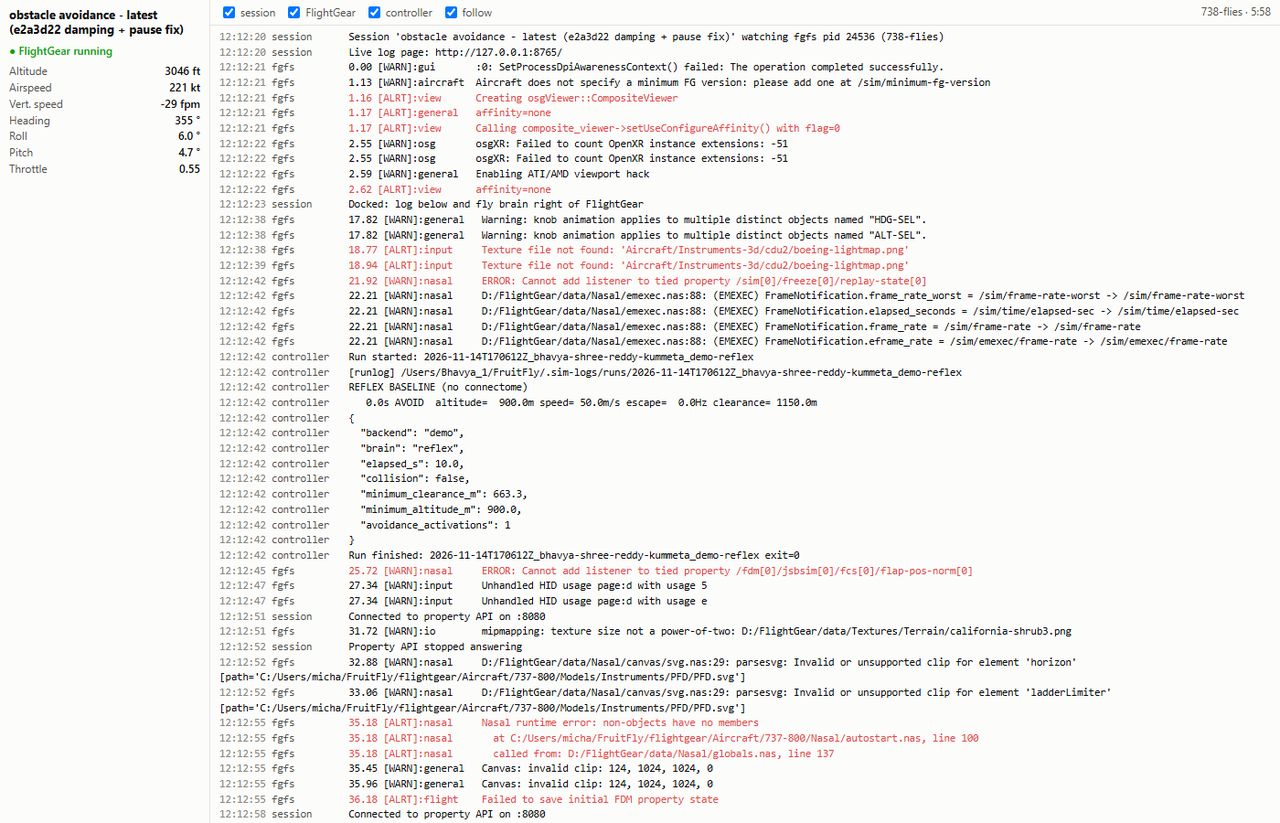 obstacle avoidance - latest
(e2a3d22 damping + pause fix)
● FlightGear running
Altitude 3046 ft
Airspeed 221 kt
Vert. speed -29 fpm
Heading 355 °
Roll 6.0 °
Pitch 4.7 °
Throttle 0.55
session FlightGear controller follow 738-flies · 5:58
12:12:20 session Session 'obstacle avoidance - latest (e2a3d22 damping + pause fix)' watching fgfs pid 24536 (738-flies)
12:12:20 session Live log page: http://127.0.0.1:8765/
12:12:21 fgfs 0.00 [WARN]:gui :0: SetProcessDpiAwarenessContext() failed: The operation completed successfully.
12:12:21 fgfs 1.13 [WARN]:aircraft Aircraft does not specify a minimum FG version: please add one at /sim/minimum-fg-version
12:12:21 fgfs 1.16 [ALRT]:view Creating osgViewer::CompositeViewer
12:12:21 fgfs 1.17 [ALRT]:general affinity=none
12:12:21 fgfs 1.17 [ALRT]:view Calling composite_viewer->setUseConfigureAffinity() with flag=0
12:12:22 fgfs 2.55 [WARN]:osg osgXR: Failed to count OpenXR instance extensions: -51
12:12:22 fgfs 2.55 [WARN]:osg osgXR: Failed to count OpenXR instance extensions: -51
12:12:22 fgfs 2.59 [WARN]:general Enabling ATI/AMD viewport hack
12:12:22 fgfs 2.62 [ALRT]:view affinity=none
12:12:23 session Docked: log below and fly brain right of FlightGear
12:12:38 fgfs 17.82 [WARN]:general Warning: knob animation applies to multiple distinct objects named "HDG-SEL".
12:12:38 fgfs 17.82 [WARN]:general Warning: knob animation applies to multiple distinct objects named "ALT-SEL".
12:12:38 fgfs 18.77 [ALRT]:input Texture file not found: 'Aircraft/Instruments-3d/cdu2/boeing-lightmap.png'
12:12:39 fgfs 18.94 [ALRT]:input Texture file not found: 'Aircraft/Instruments-3d/cdu2/boeing-lightmap.png'
12:12:42 fgfs 21.92 [WARN]:nasal ERROR: Cannot add listener to tied property /sim[0]/freeze[0]/replay-state[0]
12:12:42 fgfs 22.21 [WARN]:nasal D:/FlightGear/data/Nasal/emexec.nas:88: (EMEXEC) FrameNotification.frame_rate_worst = /sim/frame-rate-worst -> /sim/frame-rate-worst
12:12:42 fgfs 22.21 [WARN]:nasal D:/FlightGear/data/Nasal/emexec.nas:88: (EMEXEC) FrameNotification.elapsed_seconds = /sim/time/elapsed-sec -> /sim/time/elapsed-sec
12:12:42 fgfs 22.21 [WARN]:nasal D:/FlightGear/data/Nasal/emexec.nas:88: (EMEXEC) FrameNotification.frame_rate = /sim/frame-rate -> /sim/frame-rate
12:12:42 fgfs 22.21 [WARN]:nasal D:/FlightGear/data/Nasal/emexec.nas:88: (EMEXEC) FrameNotification.eframe_rate = /sim/emexec/frame-rate -> /sim/emexec/frame-rate
12:12:42 controller Run started: 2026-11-14T170612Z_bhavya-shree-reddy-kummeta_demo-reflex
12:12:42 controller [runlog] /Users/Bhavya_1/FruitFly/.sim-logs/runs/2026-11-14T170612Z_bhavya-shree-reddy-kummeta_demo-reflex
12:12:42 controller REFLEX BASELINE (no connectome)
12:12:42 controller 0.0s AVOID altitude= 900.0m speed= 50.0m/s escape= 0.0Hz clearance= 1150.0m
12:12:42 controller {
12:12:42 controller "backend": "demo",
12:12:42 controller "brain": "reflex",
12:12:42 controller "elapsed_s": 10.0,
12:12:42 controller "collision": false,
12:12:42 controller "minimum_clearance_m": 663.3,
12:12:42 controller "minimum_altitude_m": 900.0,
12:12:42 controller "avoidance_activations": 1
12:12:42 controller }
12:12:42 controller Run finished: 2026-11-14T170612Z_bhavya-shree-reddy-kummeta_demo-reflex exit=0
12:12:45 fgfs 25.72 [WARN]:nasal ERROR: Cannot add listener to tied property /fdm[0]/jsbsim[0]/fcs[0]/flap-pos-norm[0]
12:12:47 fgfs 27.34 [WARN]:input Unhandled HID usage page:d with usage 5
12:12:47 fgfs 27.34 [WARN]:input Unhandled HID usage page:d with usage e
12:12:51 session Connected to property API on :8080
12:12:51 fgfs 31.72 [WARN]:io mipmapping: texture size not a power-of-two: D:/FlightGear/data/Textures/Terrain/california-shrub3.png
12:12:52 session Property API stopped answering
12:12:52 fgfs 32.88 [WARN]:nasal D:/FlightGear/data/Nasal/canvas/svg.nas:29: parsesvg: Invalid or unsupported clip for element 'horizon'
[path='C:/Users/micha/FruitFly/flightgear/Aircraft/737-800/Models/Instruments/PFD/PFD.svg']
12:12:52 fgfs 33.06 [WARN]:nasal D:/FlightGear/data/Nasal/canvas/svg.nas:29: parsesvg: Invalid or unsupported clip for element 'ladderLimiter'
[path='C:/Users/micha/FruitFly/flightgear/Aircraft/737-800/Models/Instruments/PFD/PFD.svg']
12:12:55 fgfs 35.18 [ALRT]:nasal Nasal runtime error: non-objects have no members
12:12:55 fgfs 35.18 [ALRT]:nasal at C:/Users/micha/FruitFly/flightgear/Aircraft/737-800/Nasal/autostart.nas, line 100
12:12:55 fgfs 35.18 [ALRT]:nasal called from: D:/FlightGear/data/Nasal/globals.nas, line 137
12:12:55 fgfs 35.45 [WARN]:general Canvas: invalid clip: 124, 1024, 1024, 0
12:12:55 fgfs 35.96 [WARN]:general Canvas: invalid clip: 124, 1024, 1024, 0
12:12:55 fgfs 36.18 [ALRT]:flight Failed to save initial FDM property state
12:12:58 session Connected to property API on :8080